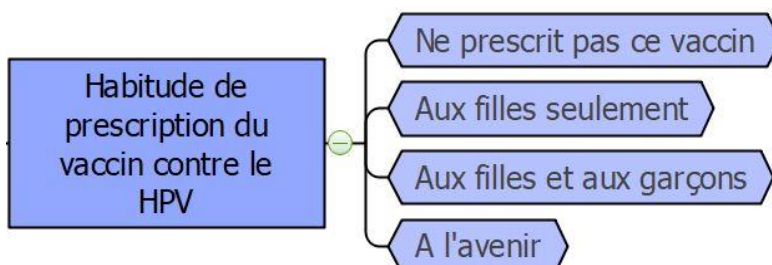 Habitude de
prescription du
vaccin contre le
HPV
Ne prescrit pas ce vaccin
Aux filles seulement
Aux filles et aux garçons
A l'avenir